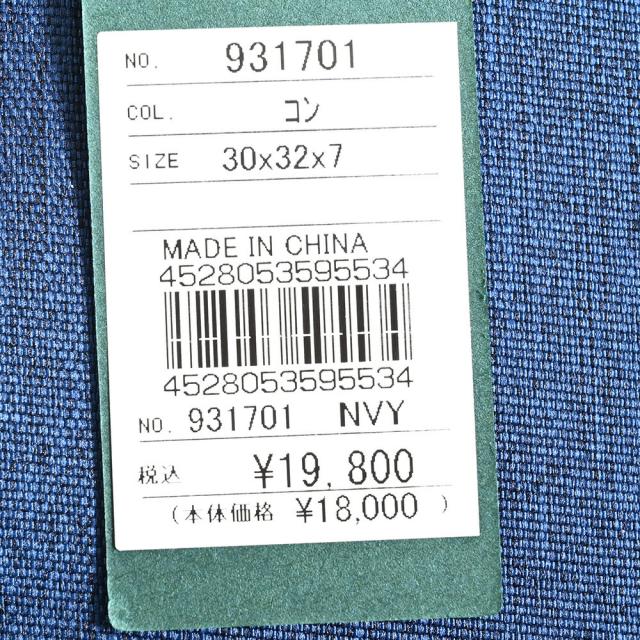 NO. 931701
COL. コン
SIZE 30x32x7
MADE IN CHINA
4528053595534
4528053595534
NO. 931701 NVY
税込 ¥19,800
(本体価格 ¥18,000 )